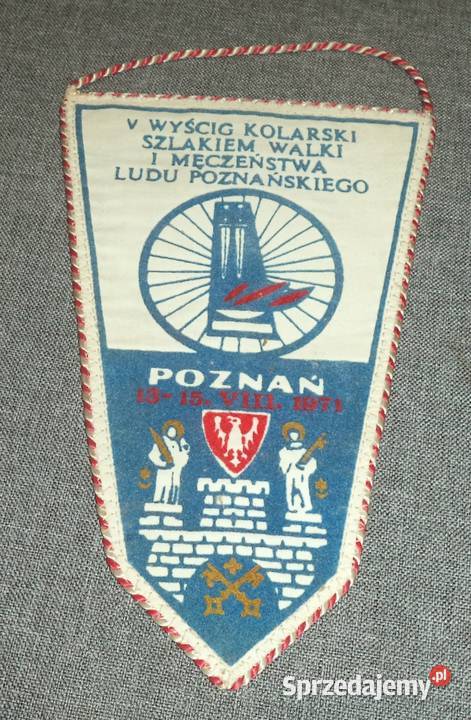 V WYŚCIG KOLARSKI
SZLAKIEM WALKI
I MĘCZEŃSTWA
LUDU POZNAŃSKIEGO
POZNAŃ
13-15. VIII. 1971
Sprzedajemy.pl